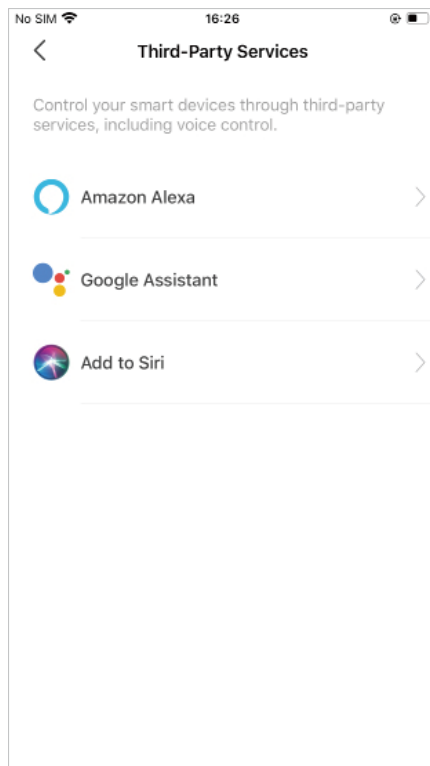 No SIM 16:26
Third-Party Services
Control your smart devices through third-party
services, including voice control.
Amazon Alexa
Google Assistant
Add to Siri